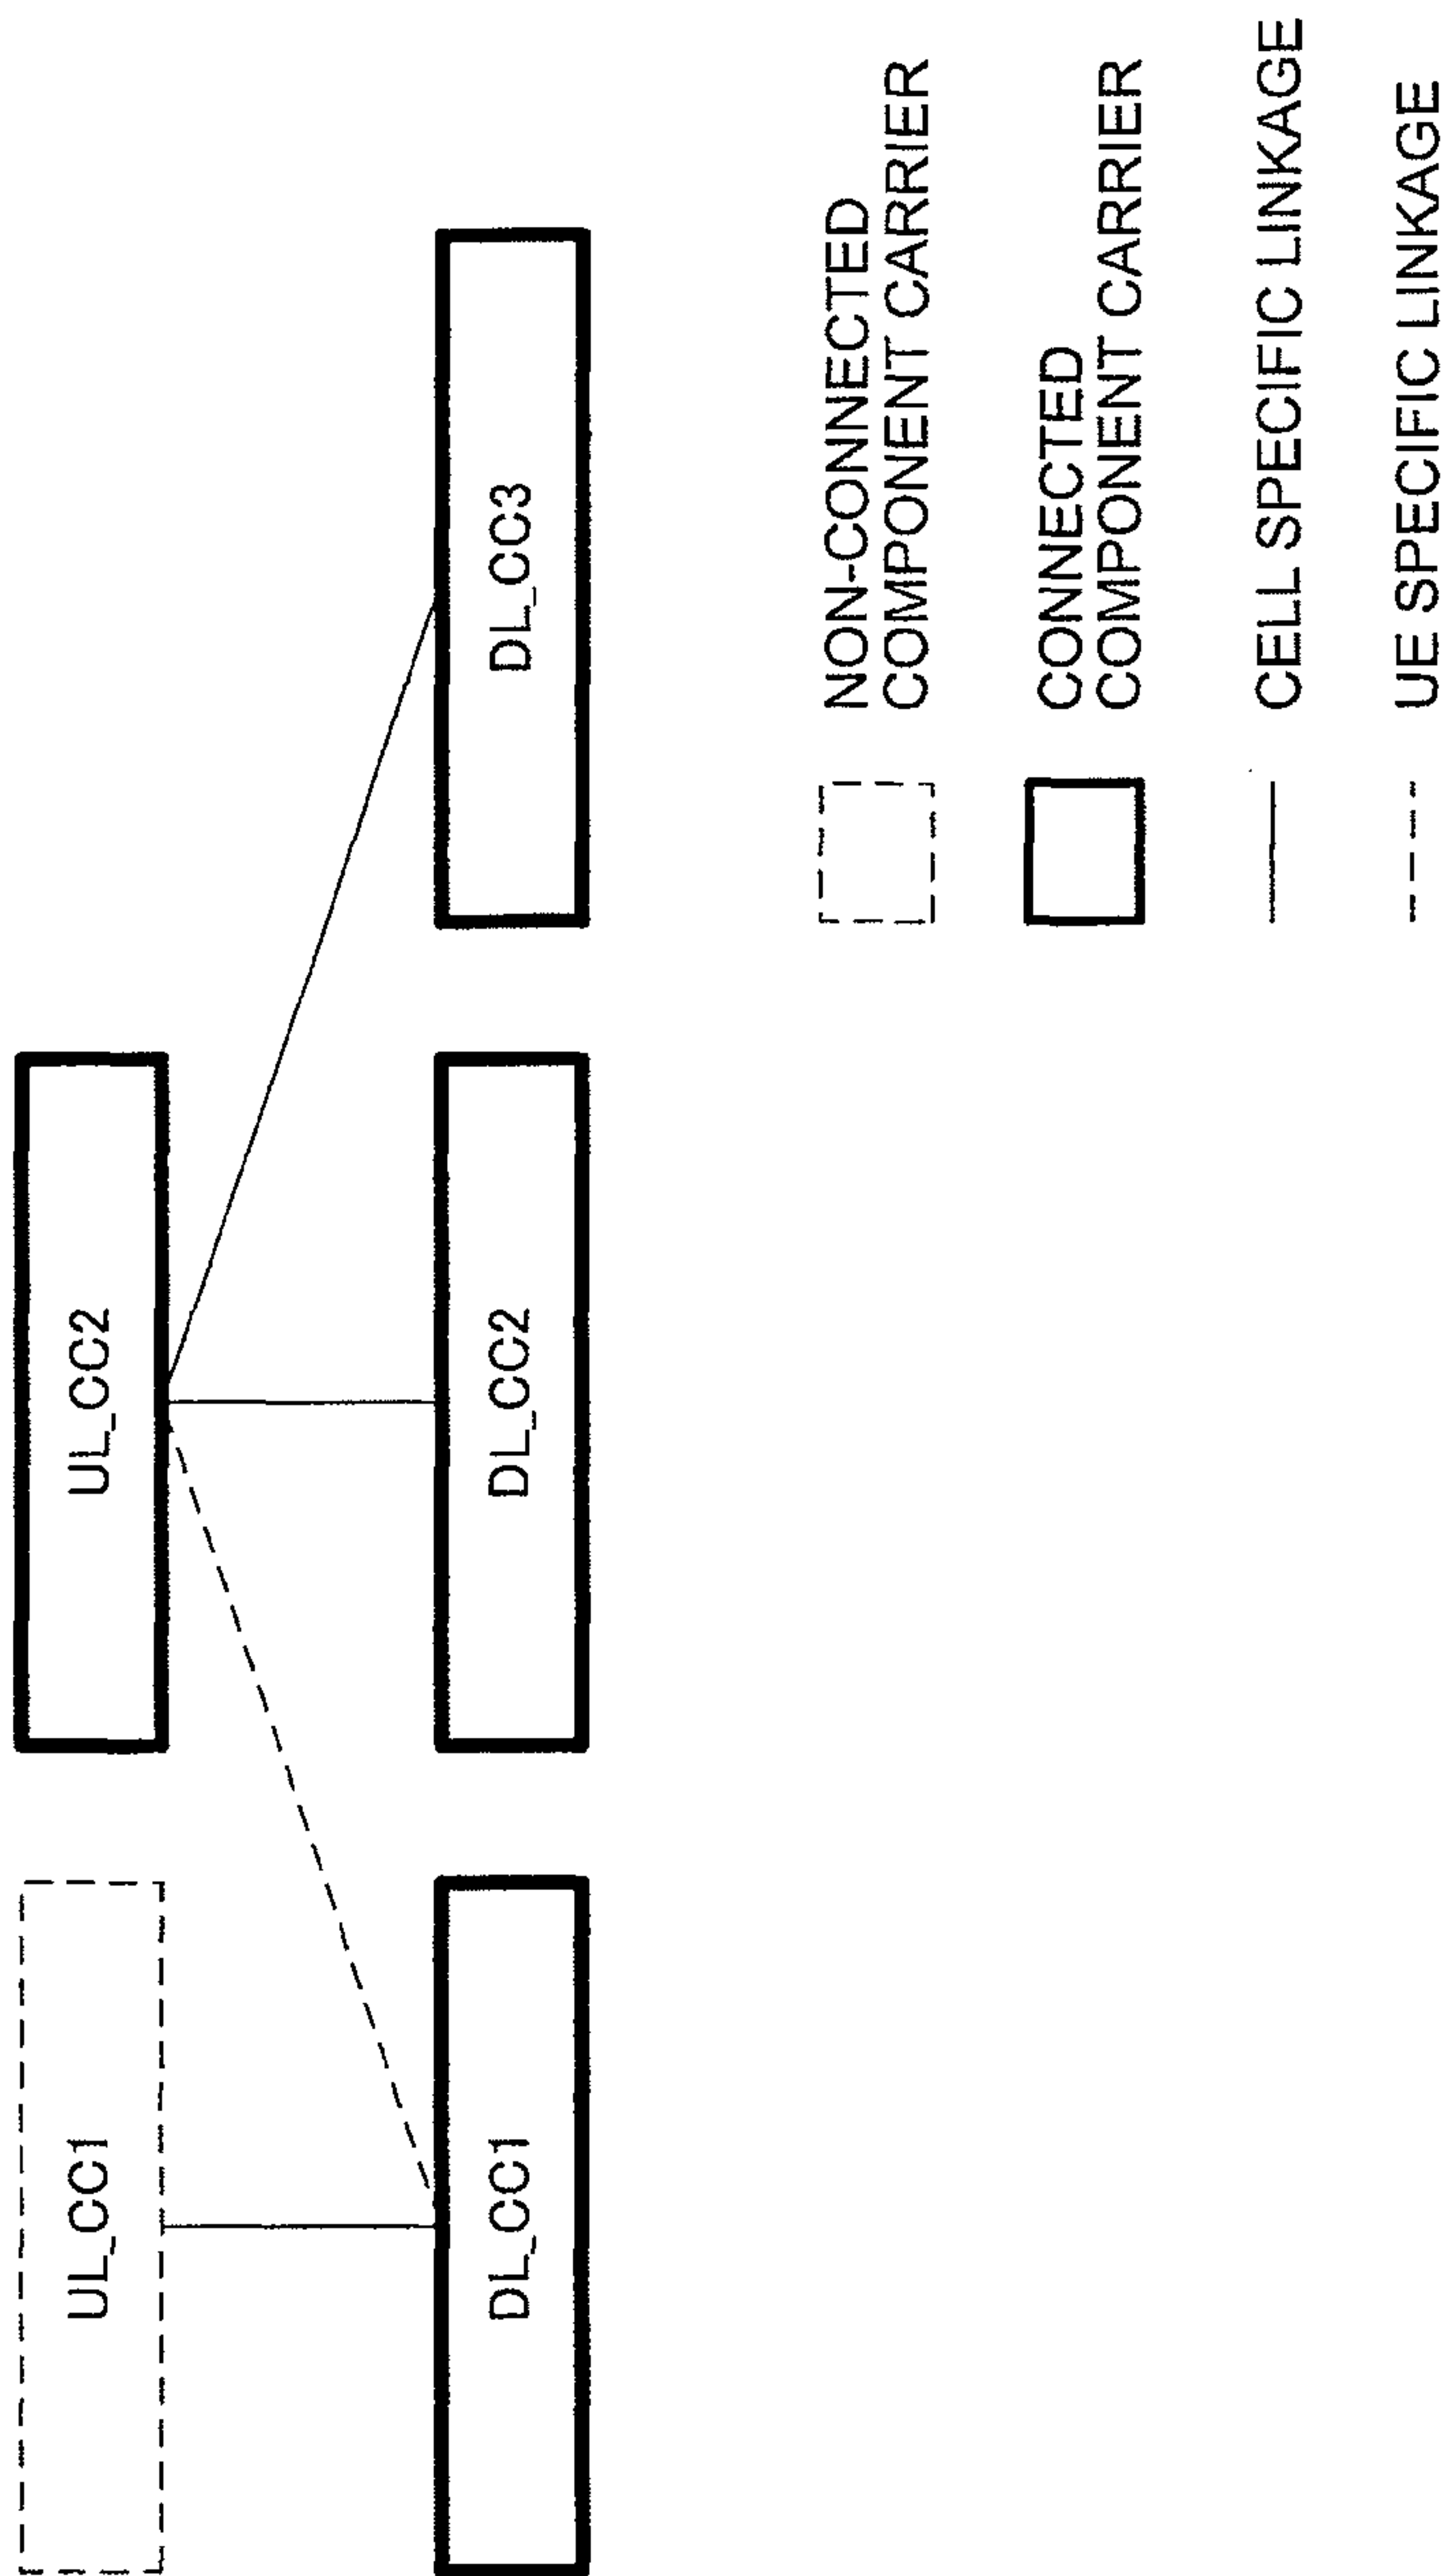 UL_CC1
UL_CC2
DL_CC1
DL_CC2
DL_CC3
NON-CONNECTED
COMPONENT CARRIER
CONNECTED
COMPONENT CARRIER
CELL SPECIFIC LINKAGE
UE SPECIFIC LINKAGE